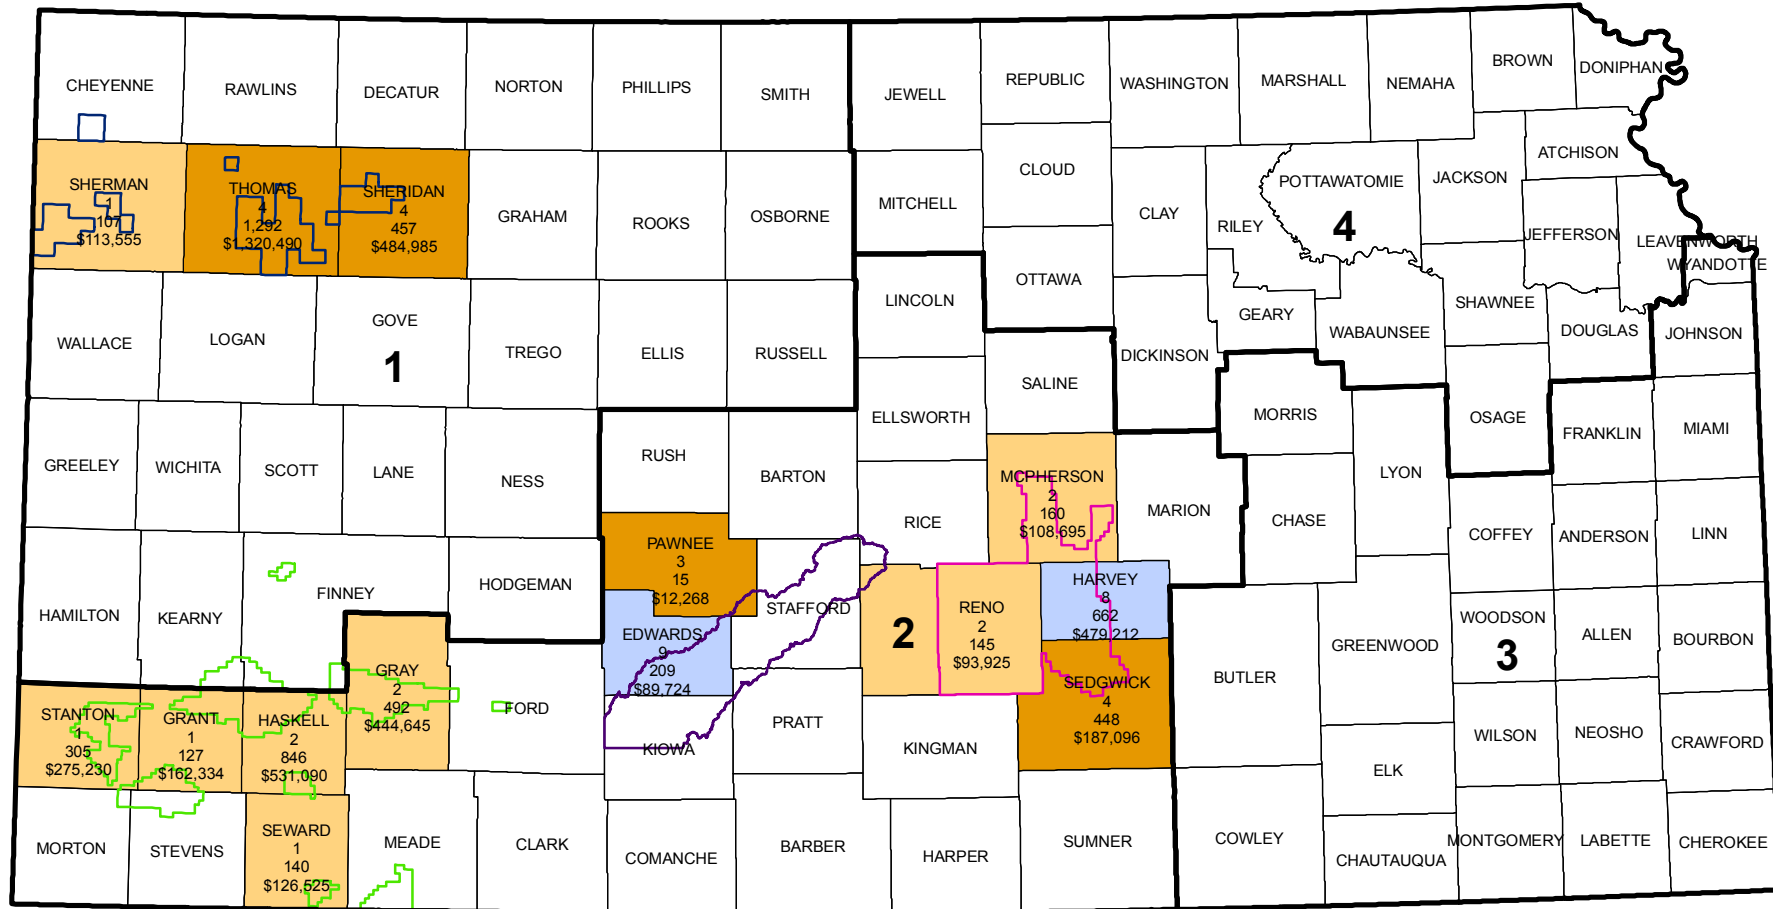 CHEYENNE
RAWLINS
DECATUR
NORTON
PHILLIPS
SMITH
JEWELL
REPUBLIC
WASHINGTON
MARSHALL
NEMAHA
BROWN
DONIPHAN
SHERMAN
1
107
$113,555
THOMAS
4
1,292
$1,320,490
SHERIDAN
4
457
$484,985
GRAHAM
ROOKS
OSBORNE
MITCHELL
CLOUD
CLAY
RILEY
POTTAWATOMIE
4
JACKSON
ATCHISON
JEFFERSON
LEAVENWORTH
WYANDOTTE
WALLACE
LOGAN
GOVE
1
TREGO
ELLIS
RUSSELL
LINCOLN
OTTAWA
DICKINSON
GEARY
WABAUNSEE
SHAWNEE
DOUGLAS
JOHNSON
SALINE
ELLSWORTH
MORRIS
OSAGE
FRANKLIN
MIAMI
GREELEY
WICHITA
SCOTT
LANE
NESS
RUSH
BARTON
RICE
MCPHERSON
2
160
$108,695
MARION
CHASE
LYON
COFFEY
ANDERSON
LINN
HAMILTON
KEARNY
FINNEY
HODGEMAN
PAWNEE
3
15
$12,268
STAFFORD
EDWARDS
9
209
$89,724
2
RENO
2
145
$93,925
HARVEY
8
662
$479,212
SEDGWICK
4
448
$187,096
BUTLER
GREENWOOD
WOODSON
3
ALLEN
BOURBON
STANTON
1
305
$275,230
GRANT
1
127
$162,334
HASKELL
2
846
$531,090
GRAY
2
492
$444,645
FORD
KIOWA
PRATT
KINGMAN
ELK
WILSON
NEOSHO
CRAWFORD
MORTON
STEVENS
SEWARD
1
140
$126,525
MEADE
CLARK
COMANCHE
BARBER
HARPER
SUMNER
COWLEY
CHAUTAUQUA
MONTGOMERY
LABETTE
CHEROKEE